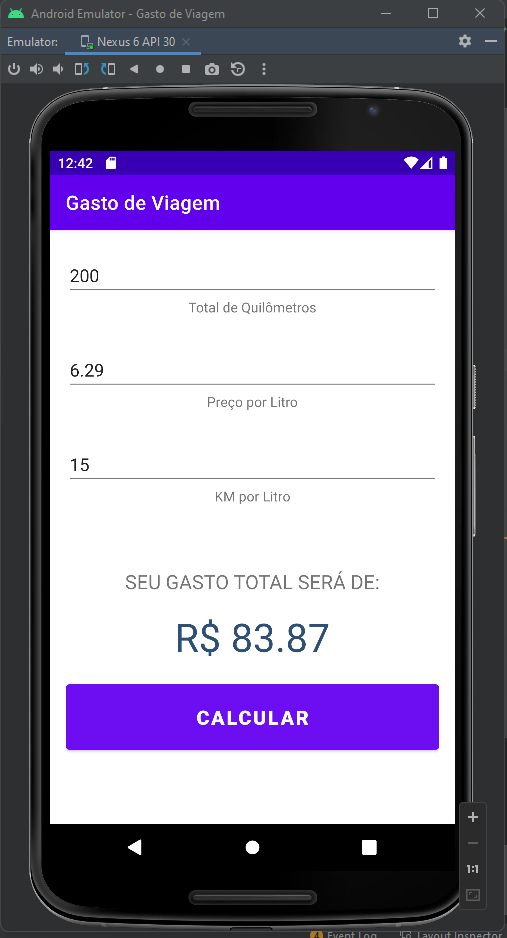 Android Emulator - Gasto de Viagem
Emulator:
Nexus 6 API 30
12:42
Gasto de Viagem
200
Total de Quilômetros
6.29
Preço por Litro
15
KM por Litro
SEU GASTO TOTAL SERÁ DE:
R$ 83.87
CALCULAR
1:1
4 Event Log
Layout Inspector